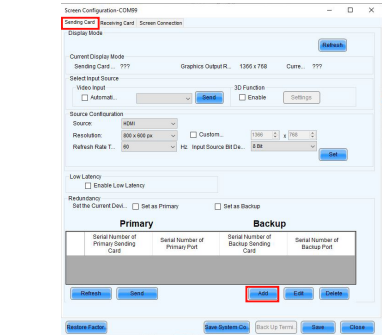 Screen Configuration-COM99
Sending Card Receiving Card Screen Connection
Display Mode
Refresh
Current Display Mode
Sending Card ... ??? Graphics Output R... 1366 x 768 Curre... ???
Select Input Source
Video Input 3D Function
Automati... Send Enable Settings
Source Configuration
Source: HDMI
Resolution: 800 x 600 px Custom... 1366 x 768
Refresh Rate T... 60 Hz Input Source Bit De... 8 Bit
Set
Low Latency
Enable Low Latency
Redundancy
Set the Current Devi... Set as Primary Set as Backup
Primary Backup
Serial Number of Primary Sending Card Serial Number of Primary Port Serial Number of Backup Sending Card Serial Number of Backup Port
Refresh Send Add Edit Delete
Restore Factor.. Save System Co.. Back Up Termi.. Save Close